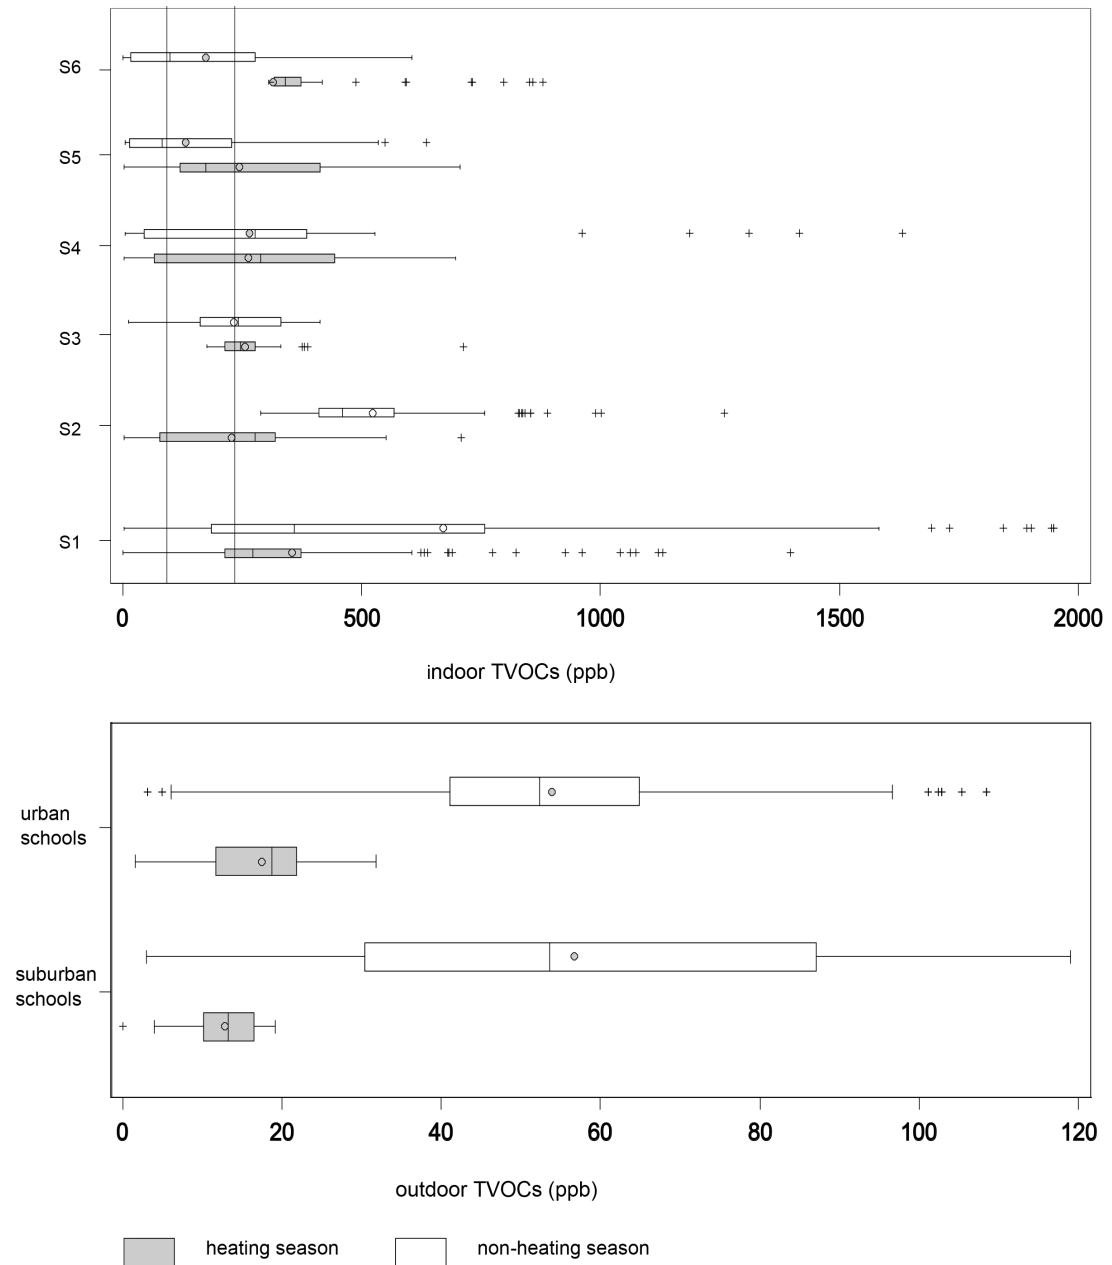 S6
S5
S4
S3
S2
S1
0 500 1000 1500 2000
indoor TVOCs (ppb)
urban
schools
suburban
schools
0 20 40 60 80 100 120
outdoor TVOCs (ppb)
heating season non-heating season